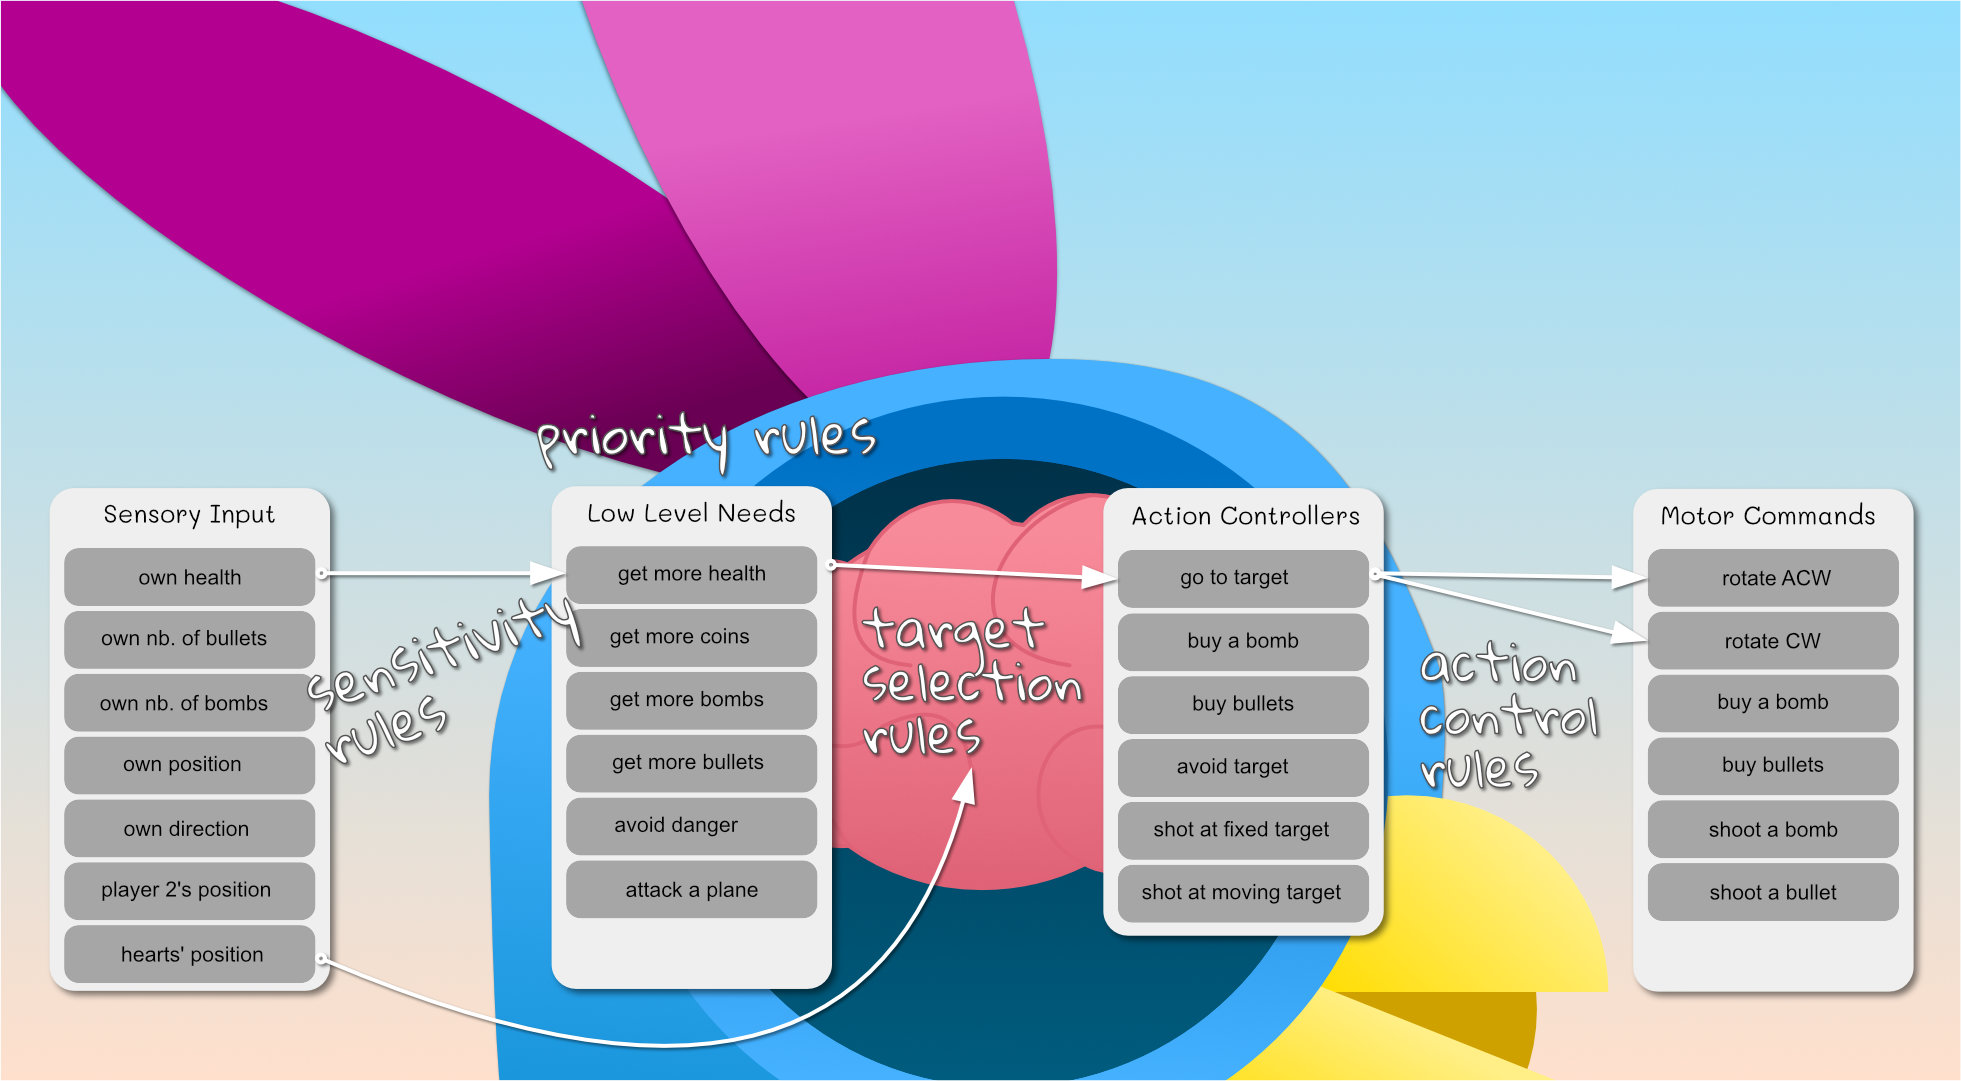 priority rules
Sensory Input
own health
own nb. of bullets
own nb. of bombs
own position
own direction
player 2's position
hearts' position
sensitivity
rules
Low Level Needs
get more health
get more coins
get more bombs
get more bullets
avoid danger
attack a plane
target
selection
rules
Action Controllers
go to target
buy a bomb
buy bullets
avoid target
shot at fixed target
shot at moving target
action
control
rules
Motor Commands
rotate ACW
rotate CW
buy a bomb
buy bullets
shoot a bomb
shoot a bullet